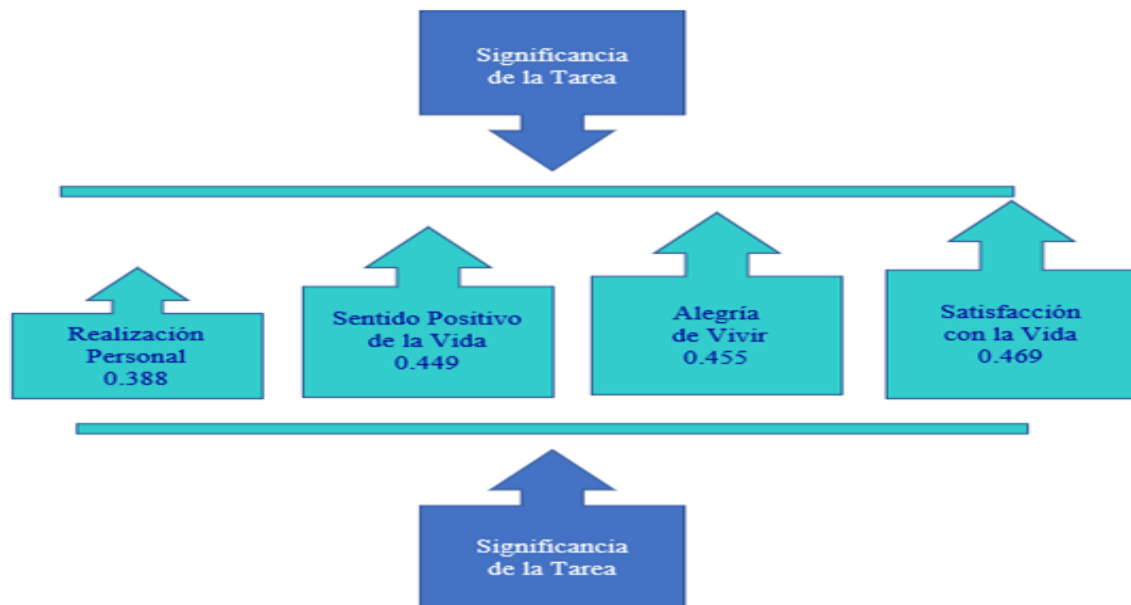 Significancia
de la Tarea
Realización
Personal
0.388
Sentido Positivo
de la Vida
0.449
Alegría
de Vivir
0.455
Satisfacción
con la Vida
0.469
Significancia
de la Tarea